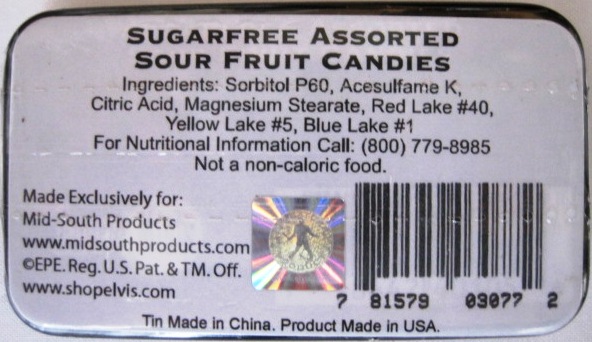 SUGARFREE ASSORTED
SOUR FRUIT CANDIES
Ingredients: Sorbitol P60, Acesulfame K,
Citric Acid, Magnesium Stearate, Red Lake #40,
Yellow Lake #5, Blue Lake #1
For Nutritional Information Call: (800) 779-8985
Not a non-caloric food.
Made Exclusively for:
Mid-South Products
www.midsouthproducts.com
©EPE. Reg. U.S. Pat. & TM. Off.
www.shopelvis.com
7 81579 03077 2
Tin Made in China. Product Made in USA.